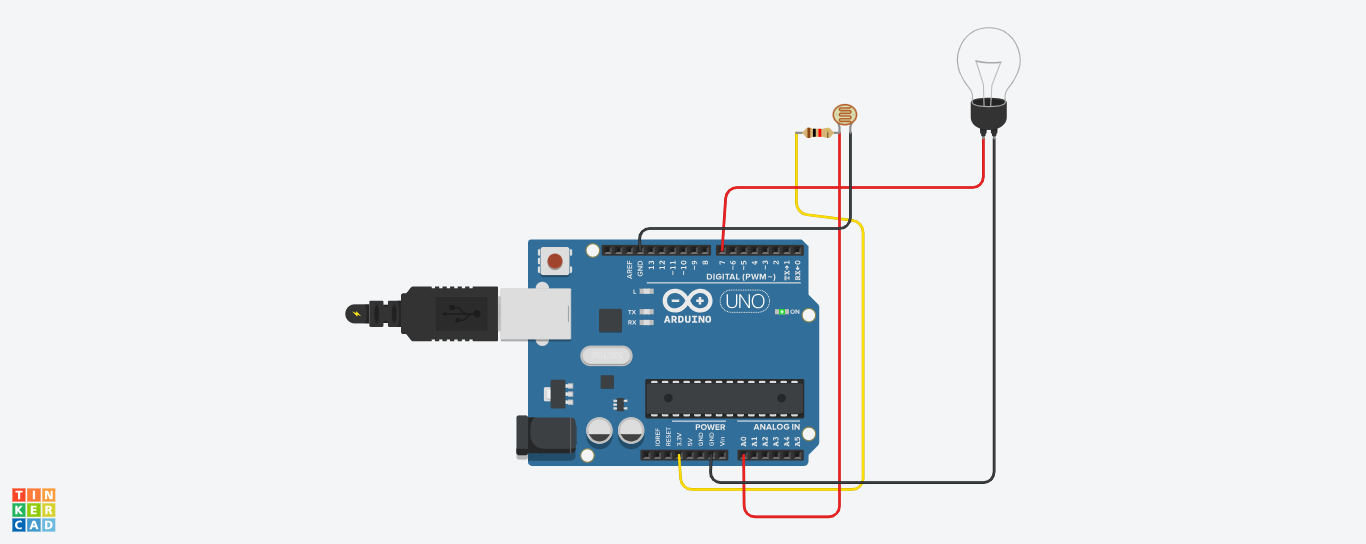 AREF
GND
13
12
~11
~10
~9
8
7
~6
~5
4
~3
2
TX→1
RX←0
DIGITAL (PWM~)
L
TX
RX
ARDUINO
UNO
ON
POWER
ANALOG IN
IOREF
RESET
3.3V
5V
GND
GND
Vin
A0
A1
A2
A3
A4
A5
TIN
KER
CAD